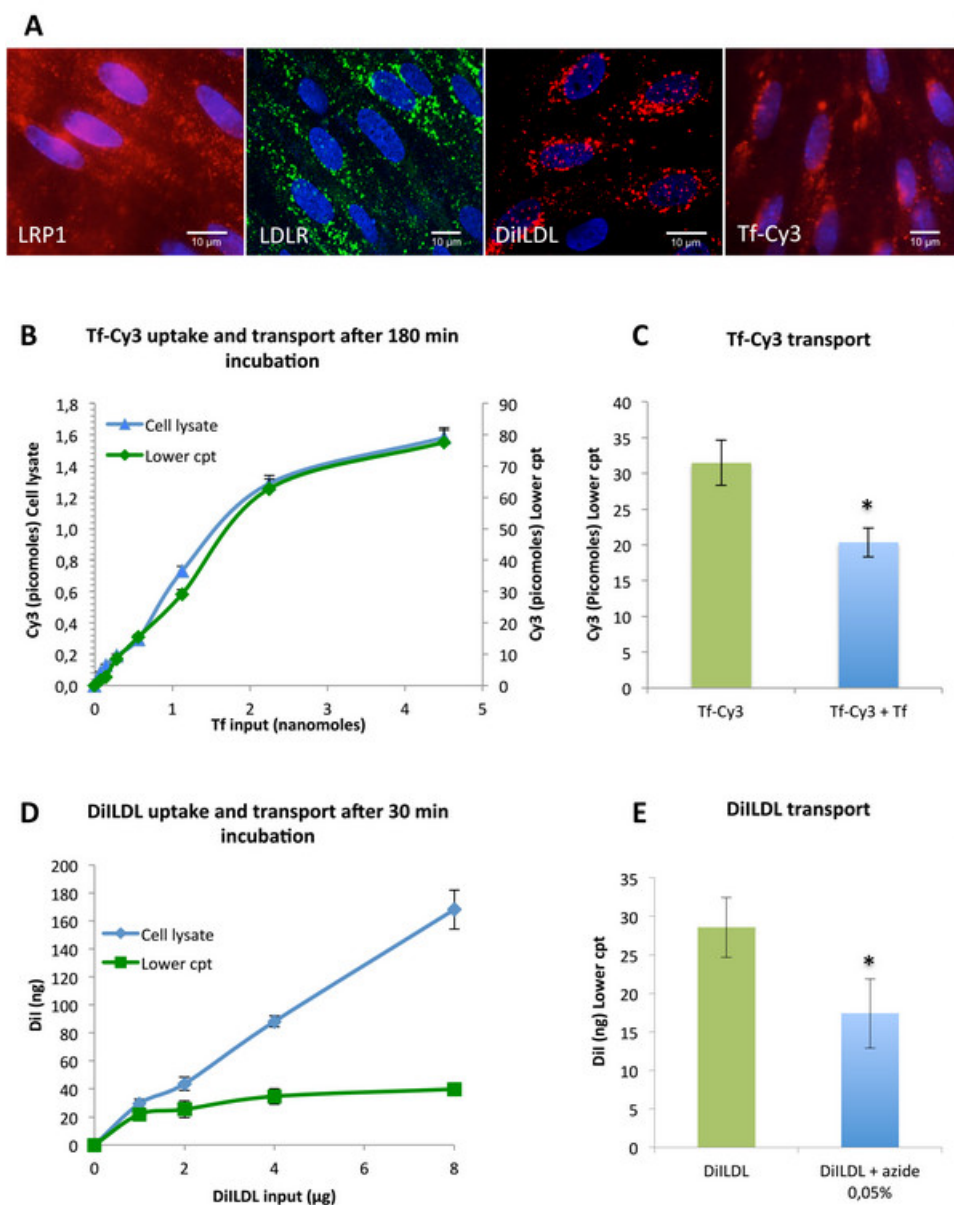 A
LRP1
10 µm
LDLR
10 µm
DiILDL
10 µm
Tf-Cy3
10 µm
B
Tf-Cy3 uptake and transport after 180 min
incubation
Cy3 (picomoles) Cell lysate
1,8
1,6
1,4
1,2
1,0
0,8
0,6
0,4
0,2
0,0
Cell lysate
Lower cpt
90
80
70
60
50
40
30
20
10
0
Cy3 (picomoles) Lower cpt
0
1
2
3
4
5
Tf input (nanomoles)
C
Tf-Cy3 transport
Cy3 (Picomoles) Lower cpt
40
35
30
25
20
15
10
5
0
*
Tf-Cy3
Tf-Cy3 + Tf
D
DiILDL uptake and transport after 30 min
incubation
DiI (ng)
200
180
160
140
120
100
80
60
40
20
0
Cell lysate
Lower cpt
0
2
4
6
8
DiILDL input (µg)
E
DiILDL transport
DiI (ng) Lower cpt
35
30
25
20
15
10
5
0
*
DiILDL
DiILDL + azide
0,05%